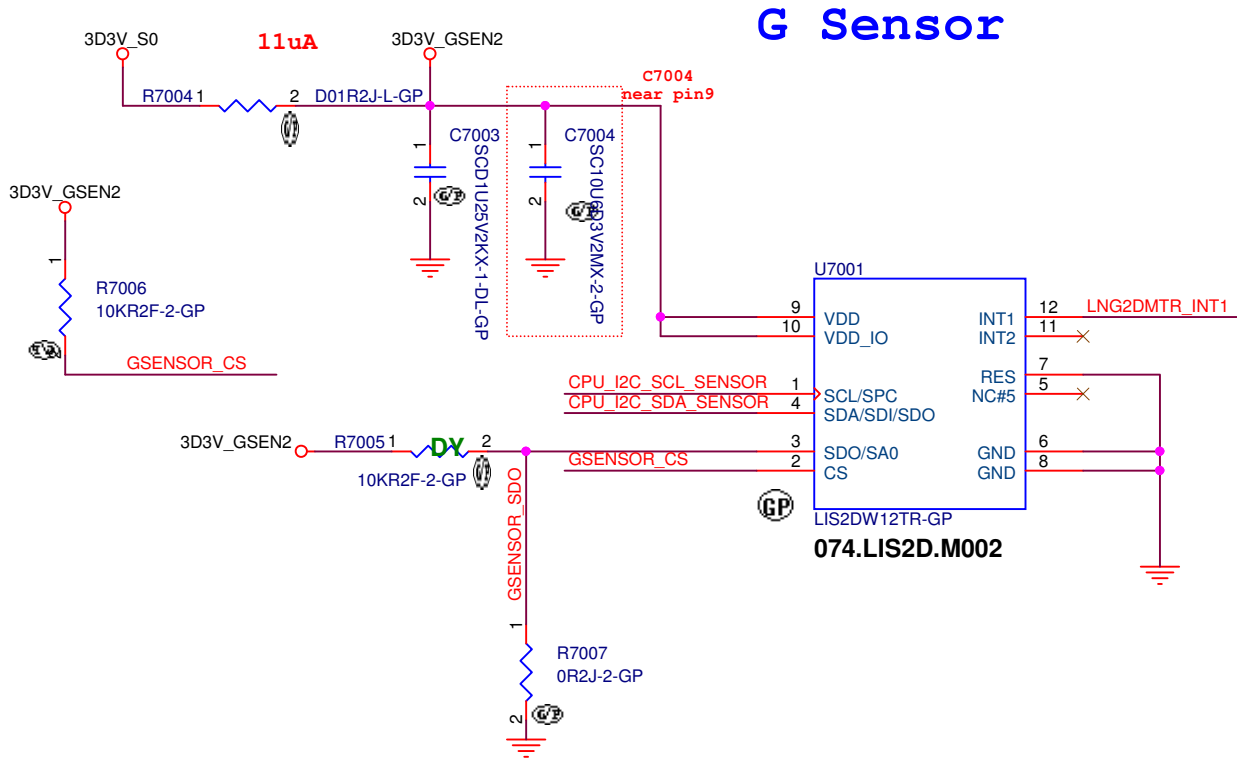 G Sensor
3D3V_S0
11uA
3D3V_GSEN2
C7004
near pin9
R7004
1
2
D01R2J-L-GP
C7003
1
2
SCD1U25V2KX-1-DL-GP
C7004
1
2
SC10U6D3V2MX-2-GP
G/P
G/P
3D3V_GSEN2
1
R7006
10KR2F-2-GP
GSENSOR_CS
U7001
9
VDD
10
VDD_IO
CPU_I2C_SCL_SENSOR
1
SCL/SPC
CPU_I2C_SDA_SENSOR
4
SDA/SDI/SDO
3
SDO/SA0
GSENSOR_CS
2
CS
INT1
12
LNG2DMTR_INT1
INT2
11
RES
7
NC#5
5
GND
6
GND
8
GP
LIS2DW12TR-GP
074.LIS2D.M002
3D3V_GSEN2
R7005
1
DY
2
10KR2F-2-GP
GSENSOR_SDO
1
R7007
0R2J-2-GP
2
G/P